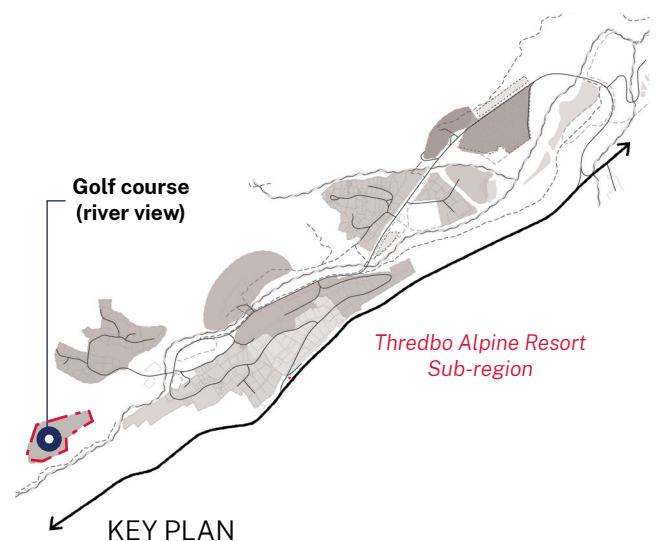 Golf course
(river view)
Thredbo Alpine Resort
Sub-region
KEY PLAN